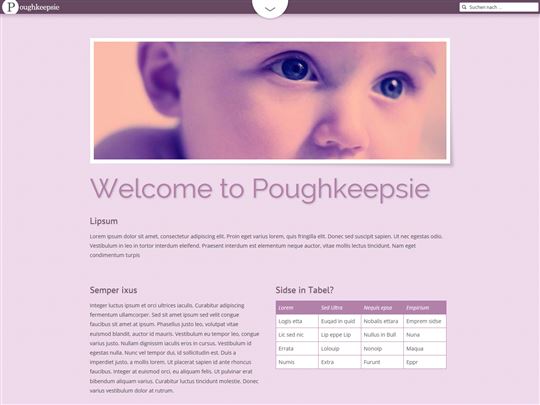 Poughkeepsie
Suchen nach ...
Welcome to Poughkeepsie
Lipsum
Lorem ipsum dolor sit amet, consectetur adipiscing elit. Proin eget varius lorem, quis fringilla elit. Donec sed suscipit sapien. Ut nec egestas odio.
Vestibulum in leo in tortor interdum eleifend. Praesent interdum est elementum neque auctor, vitae mollis lectus tincidunt. Nam eget
condimentum turpis
Semper ixus
Integer luctus ipsum et orci ultrices iaculis. Curabitur adipiscing
fermentum ullamcorper. Sed sit amet ipsum sed velit congue
faucibus sit amet at ipsum. Phasellus justo leo, volutpat vitae
euismod blandit, auctor id mauris. Vestibulum eu tempor leo, congue
varius justo. Nullam dignissim iaculis eros in cursus. Vestibulum id
egestas nulla. Nunc vel tempor dui, id sollicitudin est. Duis a
imperdiet justo, a mollis lorem. Ut placerat sapien id ante rhoncus
faucibus. Integer at euismod orci, eu aliquam felis. Ut pulvinar erat
bibendum aliquam varius. Curabitur luctus tincidunt molestie. Donec
varius vestibulum dolor at rutrum.
Sidse in Tabel?
Lorem Sed Ultra Nequis epse Empirium
Logis etta Euqad in quid Nobalis ettara Emprem sidse
Lic sed nic Lip eppe Lip Nullus in Bull Nuna
Errata Loloulp Nonoip Maqua
Numis Extra Furunt Eppr